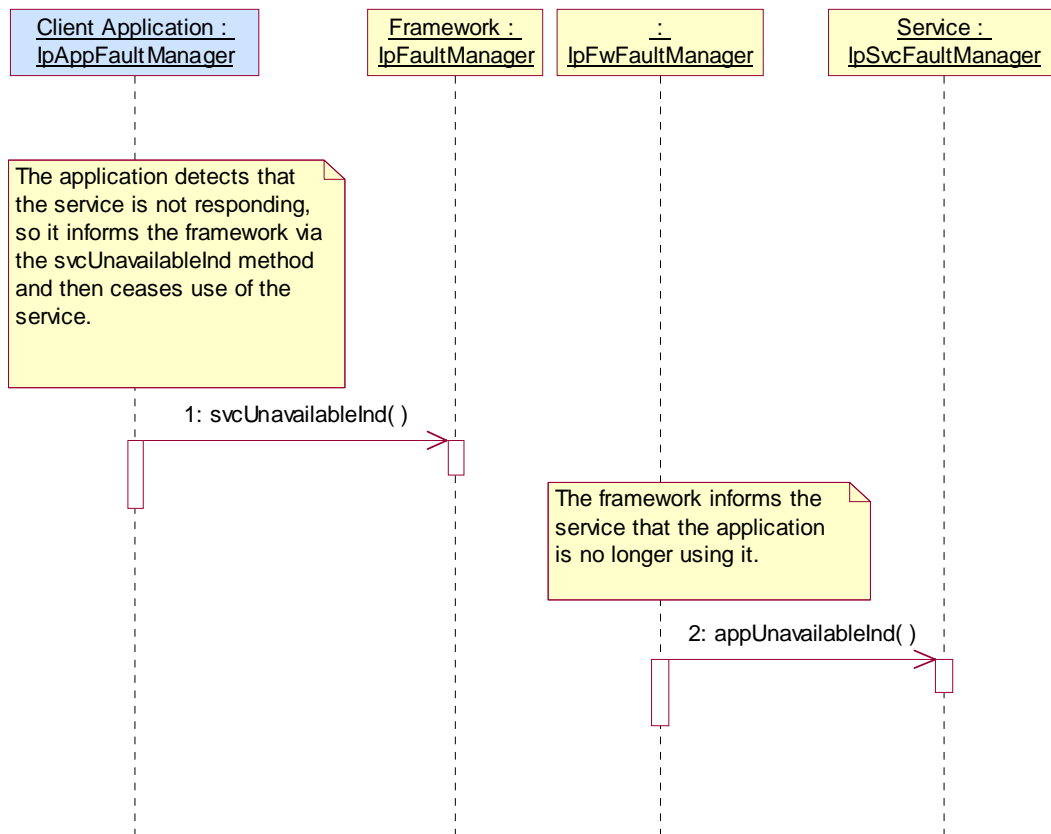 Client Application :
IpAppFaultManager
Framework :
IpFaultManager
:
IpFwFaultManager
Service :
IpSvcFaultManager
The application detects that
the service is not responding,
so it informs the framework via
the svcUnavailableInd method
and then ceases use of the
service.
1: svcUnavailableInd( )
The framework informs the
service that the application
is no longer using it.
2: appUnavailableInd( )